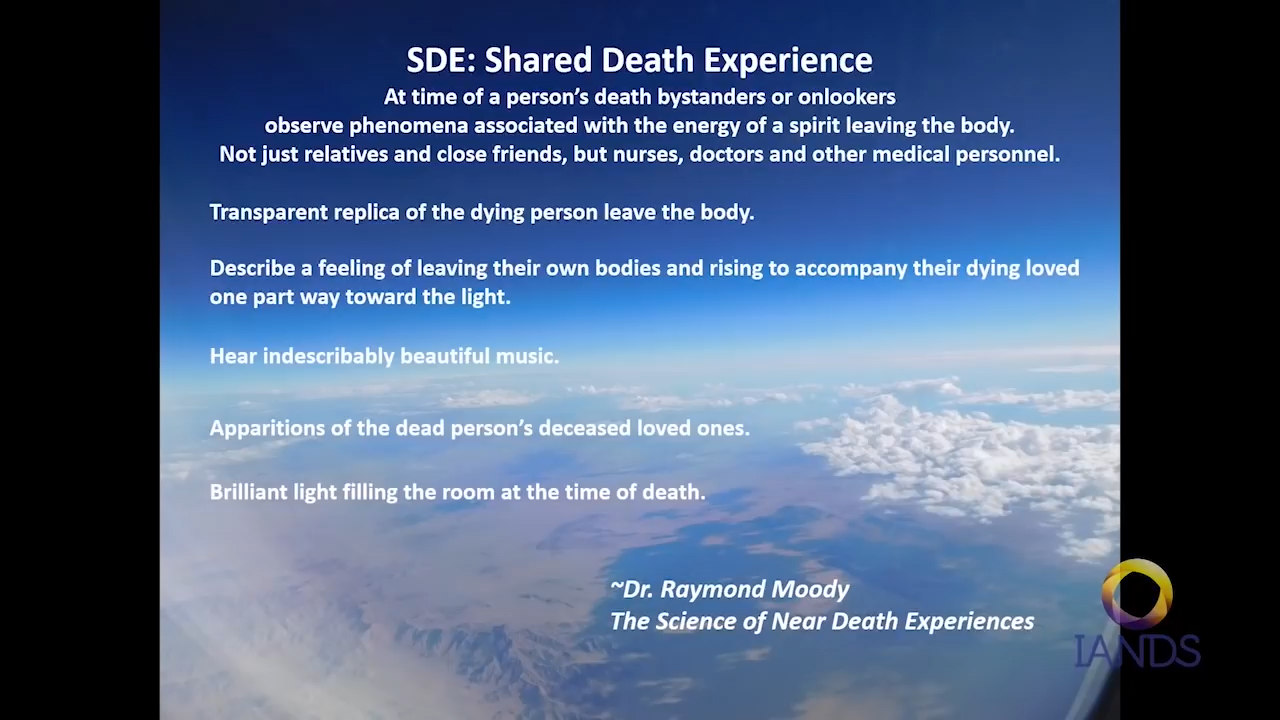 SDE: Shared Death Experience
At time of a person's death bystanders or onlookers
observe phenomena associated with the energy of a spirit leaving the body.
Not just relatives and close friends, but nurses, doctors and other medical personnel.
Transparent replica of the dying person leave the body.
Describe a feeling of leaving their own bodies and rising to accompany their dying loved
one part way toward the light.
Hear indescribably beautiful music.
Apparitions of the dead person's deceased loved ones.
Brilliant light filling the room at the time of death.
~Dr. Raymond Moody
The Science of Near Death Experiences
IANDS